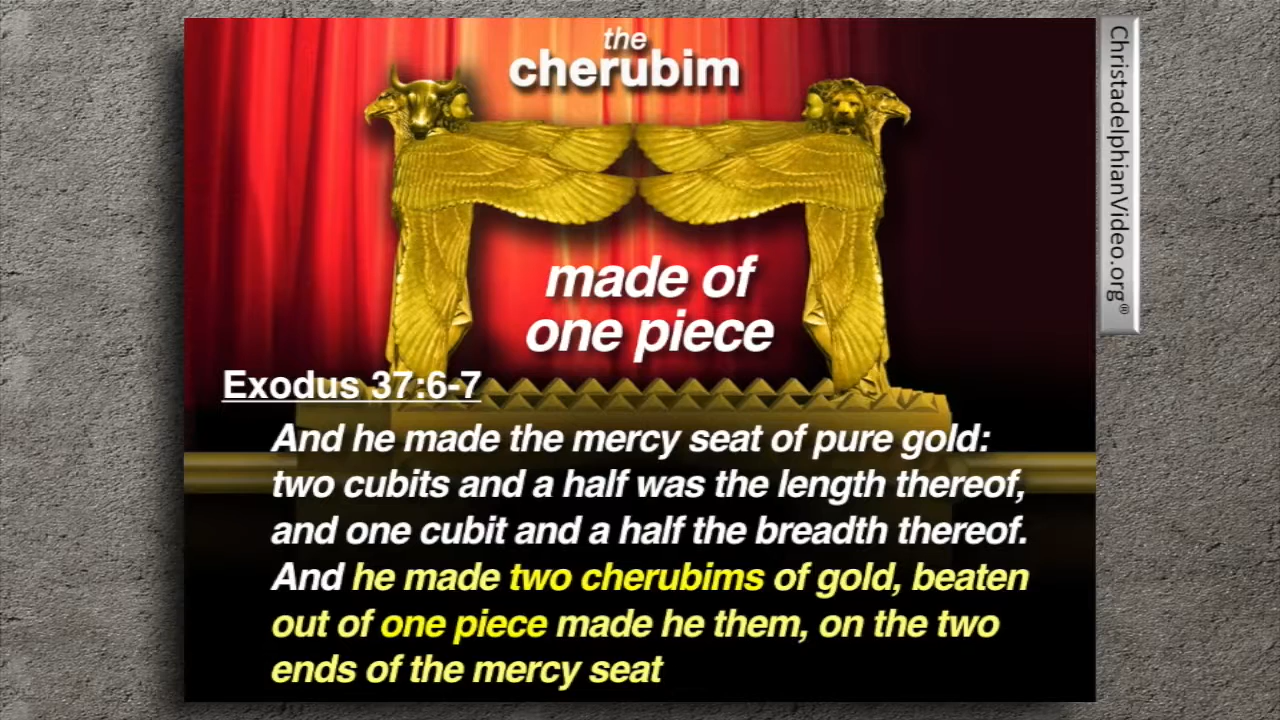 the
cherubim
made of
one piece
Exodus 37:6-7
And he made the mercy seat of pure gold:
two cubits and a half was the length thereof,
and one cubit and a half the breadth thereof.
And he made two cherubims of gold, beaten
out of one piece made he them, on the two
ends of the mercy seat
ChristadelphianVideo.org®